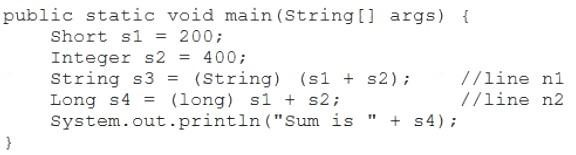 public static void main(String[] args) {
    Short s1 = 200;
    Integer s2 = 400;
    String s3 = (String) (s1 + s2);     //line n1
    Long s4 = (long) s1 + s2;           //line n2
    System.out.println("Sum is " + s4);
}